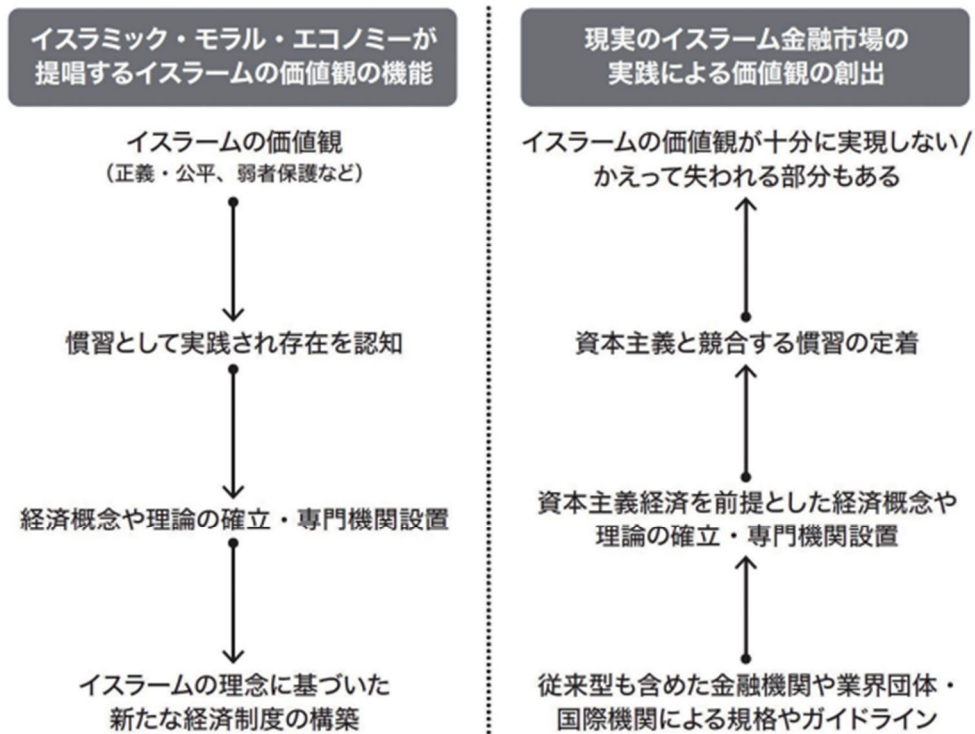 イスラミック・モラル・エコノミーが
提唱するイスラームの価値観の機能
イスラームの価値観
（正義・公平、弱者保護など）
慣習として実践され存在を認知
経済概念や理論の確立・専門機関設置
イスラームの理念に基づいた
新たな経済制度の構築
現実のイスラーム金融市場の
実践による価値観の創出
イスラームの価値観が十分に実現しない/
かえって失われる部分もある
資本主義と競合する慣習の定着
資本主義経済を前提とした経済概念や
理論の確立・専門機関設置
従来型も含めた金融機関や業界団体・
国際機関による規格やガイドライン